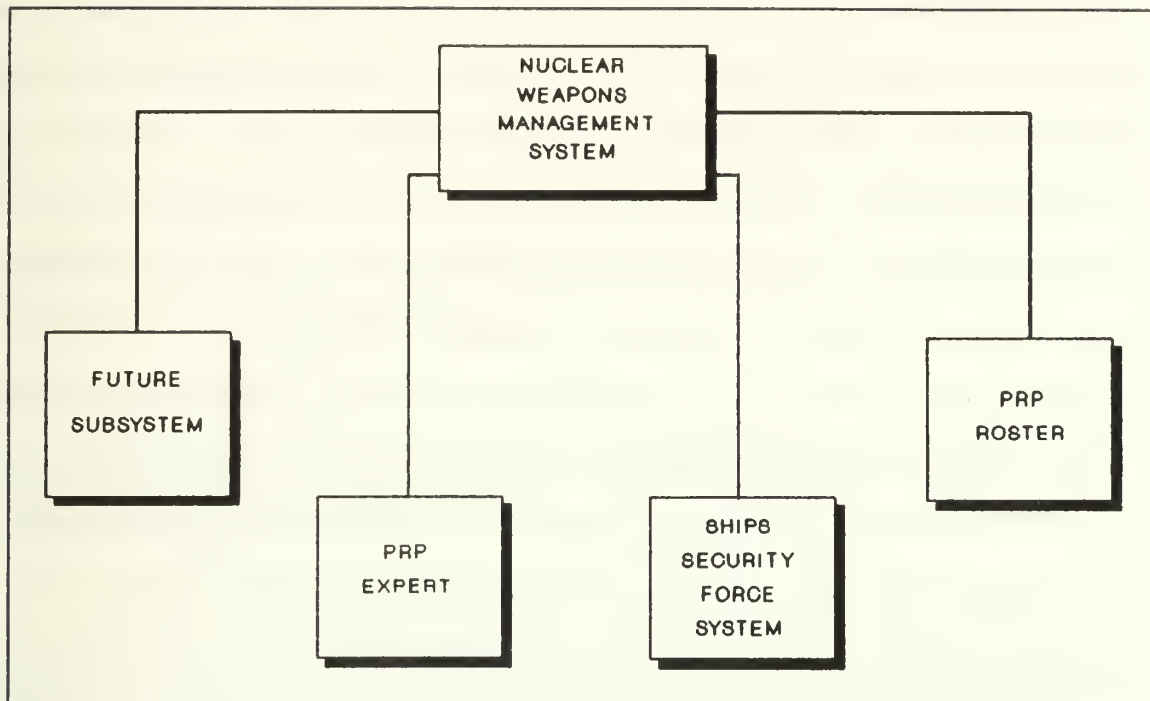 NUCLEAR
WEAPONS
MANAGEMENT
SYSTEM
FUTURE
SUBSYSTEM
PRP
ROSTER
PRP
EXPERT
SHIPS
SECURITY
FORCE
SYSTEM